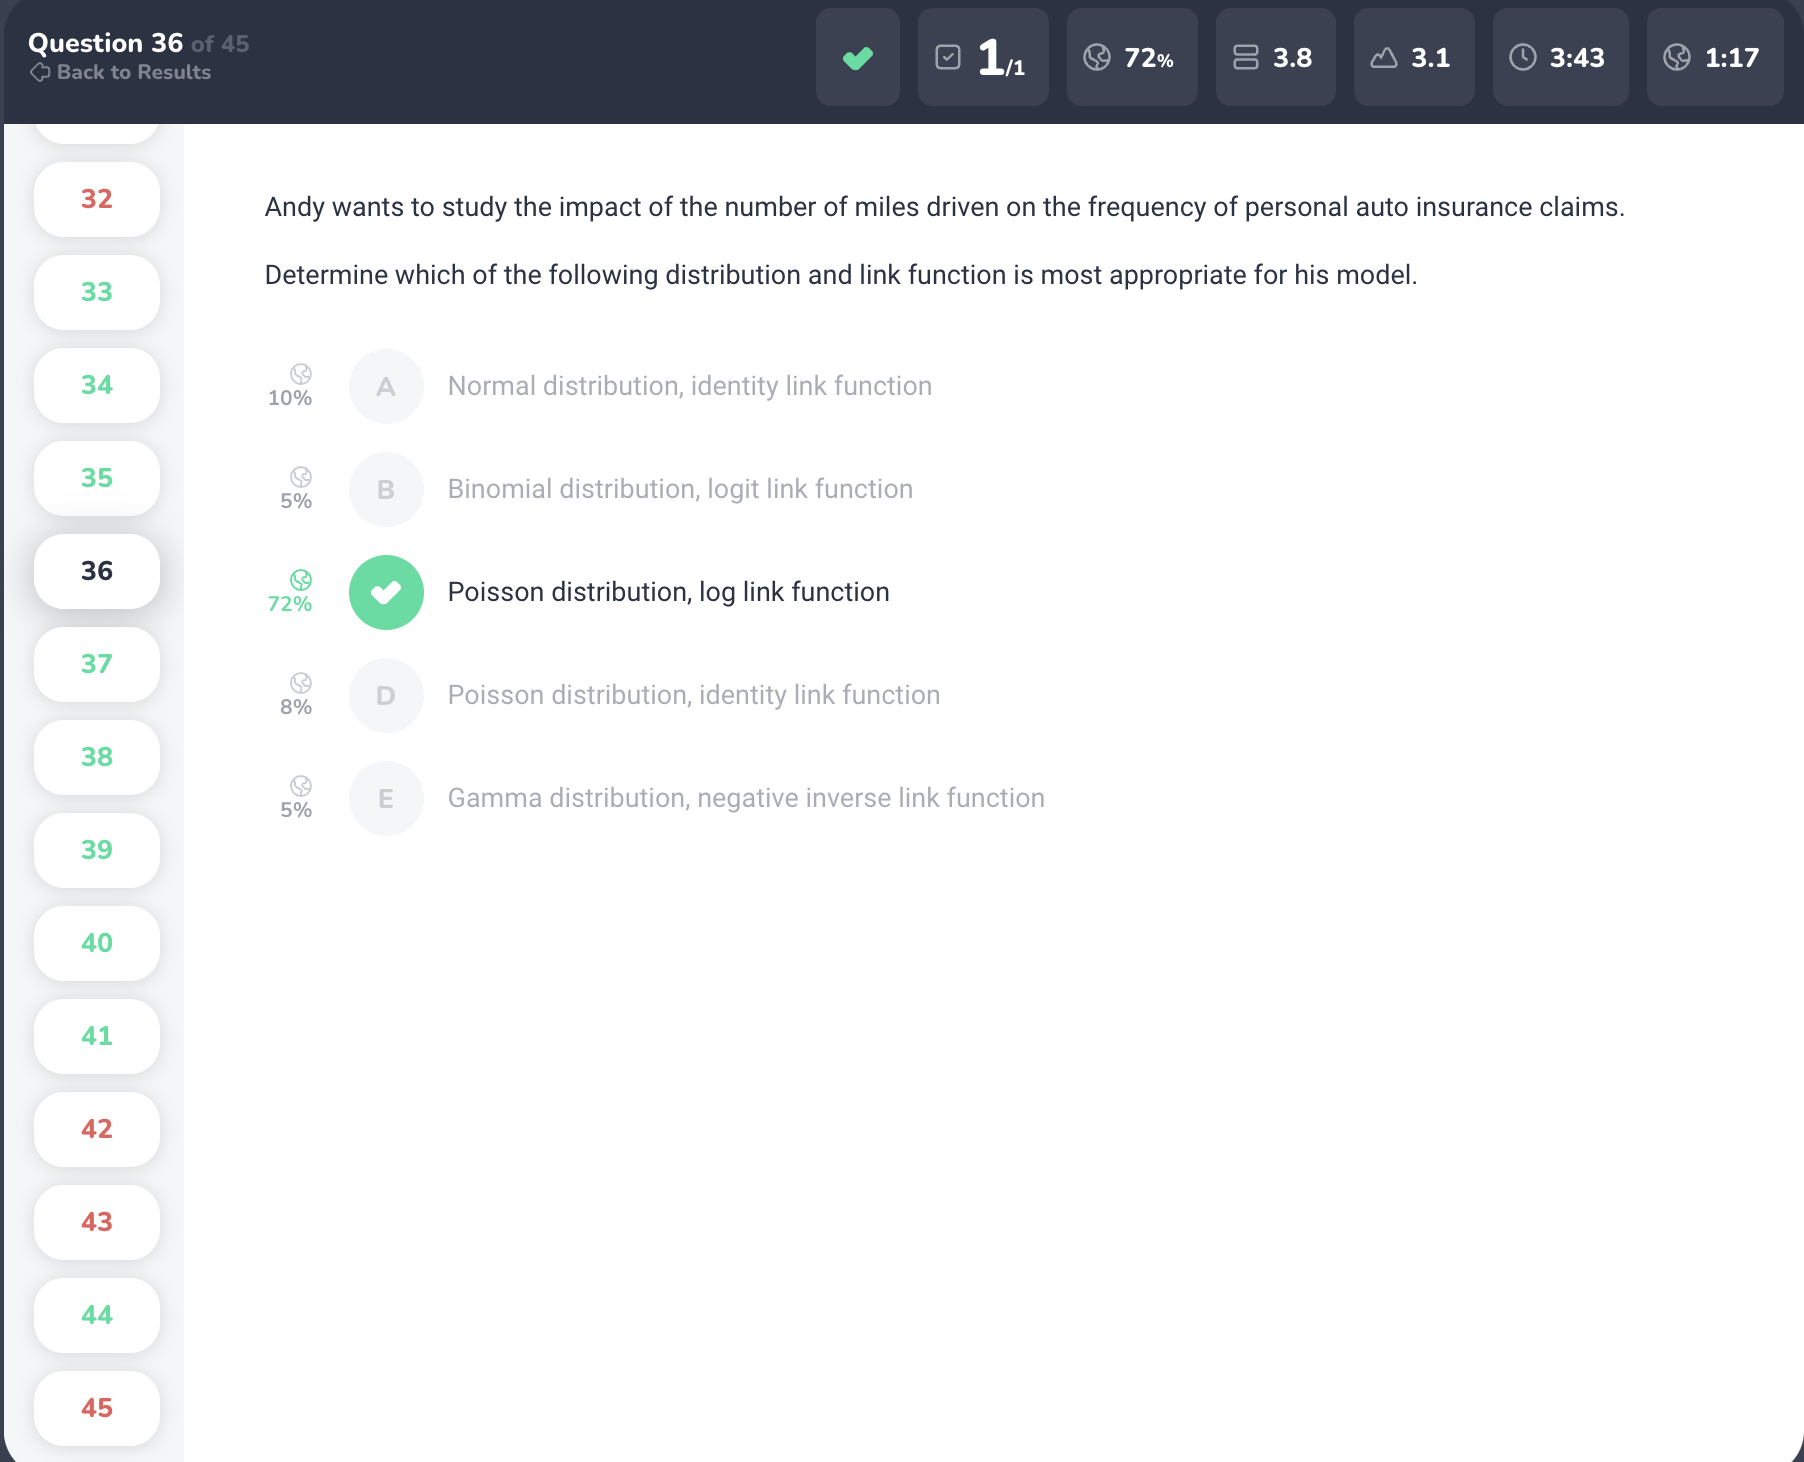 Question 36 of 45
Back to Results
1/1
72%
3.8
3.1
3:43
1:17
32
33
34
35
36
37
38
39
40
41
42
43
44
45
Andy wants to study the impact of the number of miles driven on the frequency of personal auto insurance claims.
Determine which of the following distribution and link function is most appropriate for his model.
10%
A
Normal distribution, identity link function
5%
B
Binomial distribution, logit link function
72%
Poisson distribution, log link function
8%
D
Poisson distribution, identity link function
5%
E
Gamma distribution, negative inverse link function